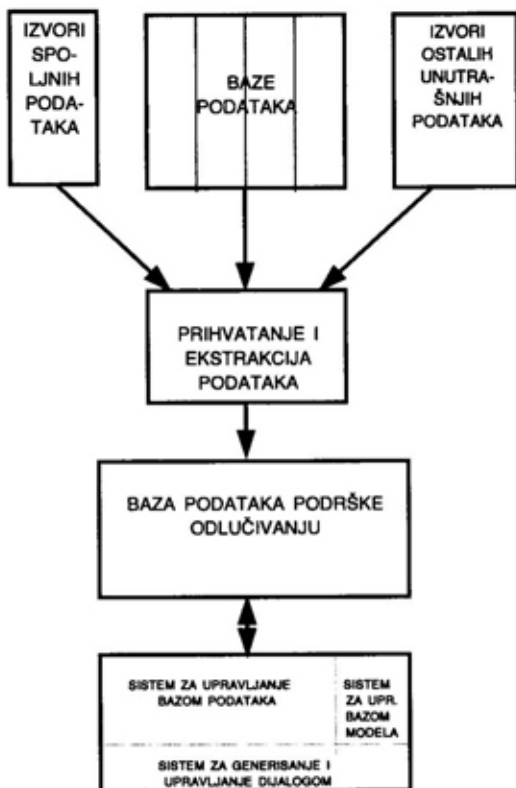 IZVORI
SPO-
LJNIH
PODA-
TAKA
BAZE
PODATAKA
IZVORI
OSTALIH
UNUTRA-
ŠNJIH
PODATAKA
PRIHVATANJE I
EKSTRAKCIJA
PODATAKA
BAZA PODATAKA PODRŠKE
ODLUČIVANJU
SISTEM ZA UPRAVLJANJE
BAZOM PODATAKA
SISTEM
ZA UPR.
BAZOM
MODELA
SISTEM ZA GENERISANJE I
UPRAVLJANJE DIJALOGOM